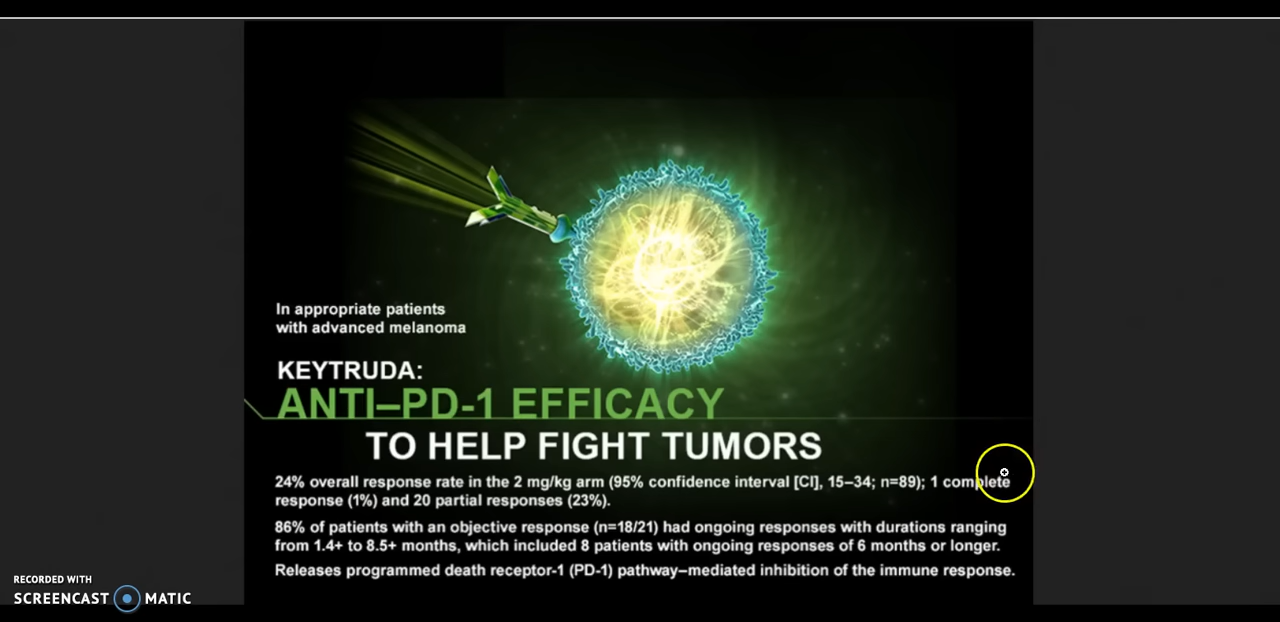 In appropriate patients
with advanced melanoma
KEYTRUDA:
ANTI–PD-1 EFFICACY
TO HELP FIGHT TUMORS
24% overall response rate in the 2 mg/kg arm (95% confidence interval [CI], 15–34; n=89); 1 complete
response (1%) and 20 partial responses (23%).
86% of patients with an objective response (n=18/21) had ongoing responses with durations ranging
from 1.4+ to 8.5+ months, which included 8 patients with ongoing responses of 6 months or longer.
Releases programmed death receptor-1 (PD-1) pathway–mediated inhibition of the immune response.
RECORDED WITH
SCREENCAST MATIC